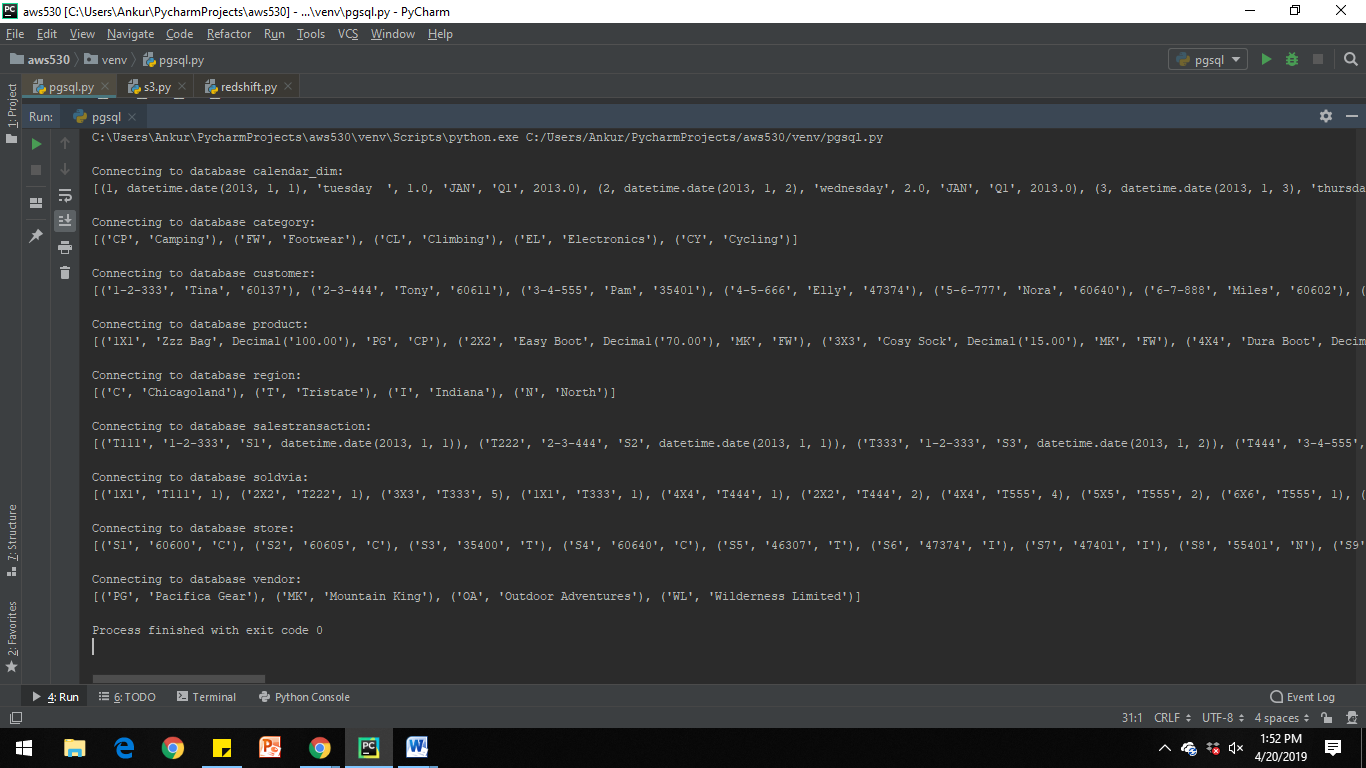 aws530 [C:\Users\Ankur\PycharmProjects\aws530] - ...\venv\pgsql.py - PyCharm
File Edit View Navigate Code Refactor Run Tools VCS Window Help
aws530 venv pgsql.py
pgsql
pgsql.py s3.py redshift.py
1: Project
Run: pgsql
C:\Users\Ankur\PycharmProjects\aws530\venv\Scripts\python.exe C:/Users/Ankur/PycharmProjects/aws530/venv/pgsql.py
Connecting to database calendar_dim:
[(1, datetime.date(2013, 1, 1), 'tuesday  ', 1.0, 'JAN', 'Q1', 2013.0), (2, datetime.date(2013, 1, 2), 'wednesday', 2.0, 'JAN', 'Q1', 2013.0), (3, datetime.date(2013, 1, 3), 'thursda
Connecting to database category:
[('CP', 'Camping'), ('FW', 'Footwear'), ('CL', 'Climbing'), ('EL', 'Electronics'), ('CY', 'Cycling')]
Connecting to database customer:
[('1-2-333', 'Tina', '60137'), ('2-3-444', 'Tony', '60611'), ('3-4-555', 'Pam', '35401'), ('4-5-666', 'Elly', '47374'), ('5-6-777', 'Nora', '60640'), ('6-7-888', 'Miles', '60602'), (
Connecting to database product:
[('1X1', 'Zzz Bag', Decimal('100.00'), 'PG', 'CP'), ('2X2', 'Easy Boot', Decimal('70.00'), 'MK', 'FW'), ('3X3', 'Cosy Sock', Decimal('15.00'), 'MK', 'FW'), ('4X4', 'Dura Boot', Decim
Connecting to database region:
[('C', 'Chicagoland'), ('T', 'Tristate'), ('I', 'Indiana'), ('N', 'North')]
Connecting to database salestransaction:
[('T111', '1-2-333', 'S1', datetime.date(2013, 1, 1)), ('T222', '2-3-444', 'S2', datetime.date(2013, 1, 1)), ('T333', '1-2-333', 'S3', datetime.date(2013, 1, 2)), ('T444', '3-4-555',
Connecting to database soldvia:
[('1X1', 'T111', 1), ('2X2', 'T222', 1), ('3X3', 'T333', 5), ('1X1', 'T333', 1), ('4X4', 'T444', 1), ('2X2', 'T444', 2), ('4X4', 'T555', 4), ('5X5', 'T555', 2), ('6X6', 'T555', 1), (
Connecting to database store:
[('S1', '60600', 'C'), ('S2', '60605', 'C'), ('S3', '35400', 'T'), ('S4', '60640', 'C'), ('S5', '46307', 'T'), ('S6', '47374', 'I'), ('S7', '47401', 'I'), ('S8', '55401', 'N'), ('S9'
Connecting to database vendor:
[('PG', 'Pacifica Gear'), ('MK', 'Mountain King'), ('OA', 'Outdoor Adventures'), ('WL', 'Wilderness Limited')]
Process finished with exit code 0
7: Structure
2: Favorites
4: Run 6: TODO Terminal Python Console Event Log
31:1 CRLF UTF-8 4 spaces
1:52 PM
4/20/2019